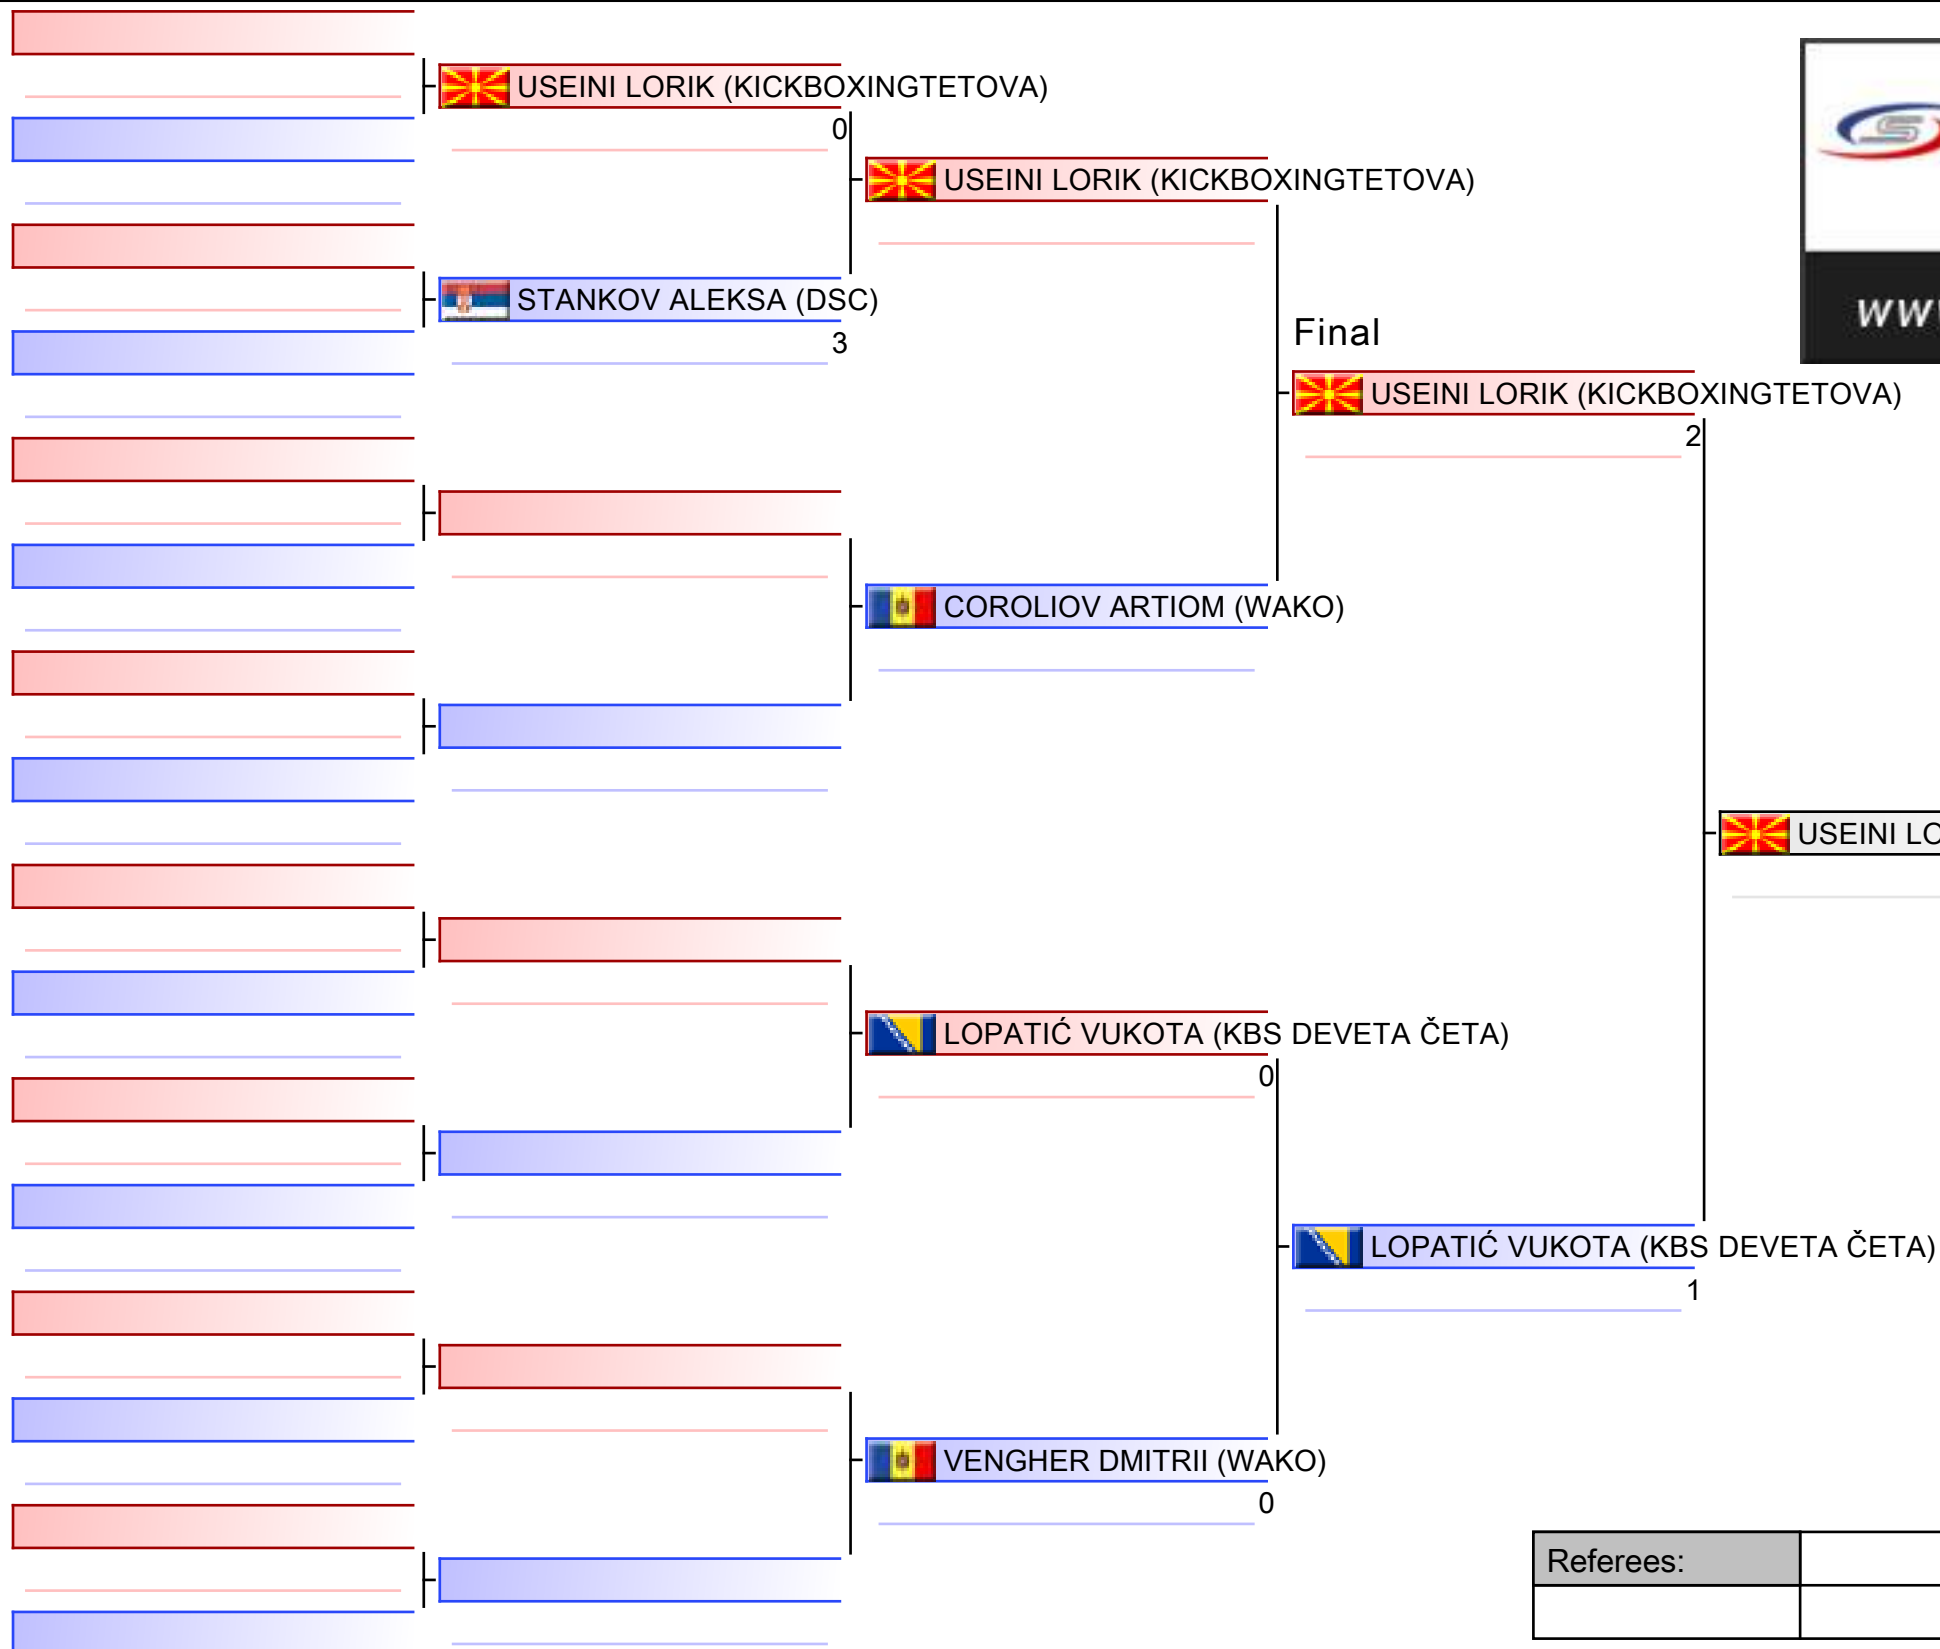 USEINI LORIK (KICKBOXINGTETOVA)
0
USEINI LORIK (KICKBOXINGTETOVA)
STANKOV ALEKSA (DSC)
3
Final
USEINI LORIK (KICKBOXINGTETOVA)
2
COROLIOV ARTIOM (WAKO)
USEINI
LOPATIĆ VUKOTA (KBS DEVETA ČETA)
0
LOPATIĆ VUKOTA (KBS DEVETA ČETA)
1
VENGHER DMITRII (WAKO)
0
Referees: